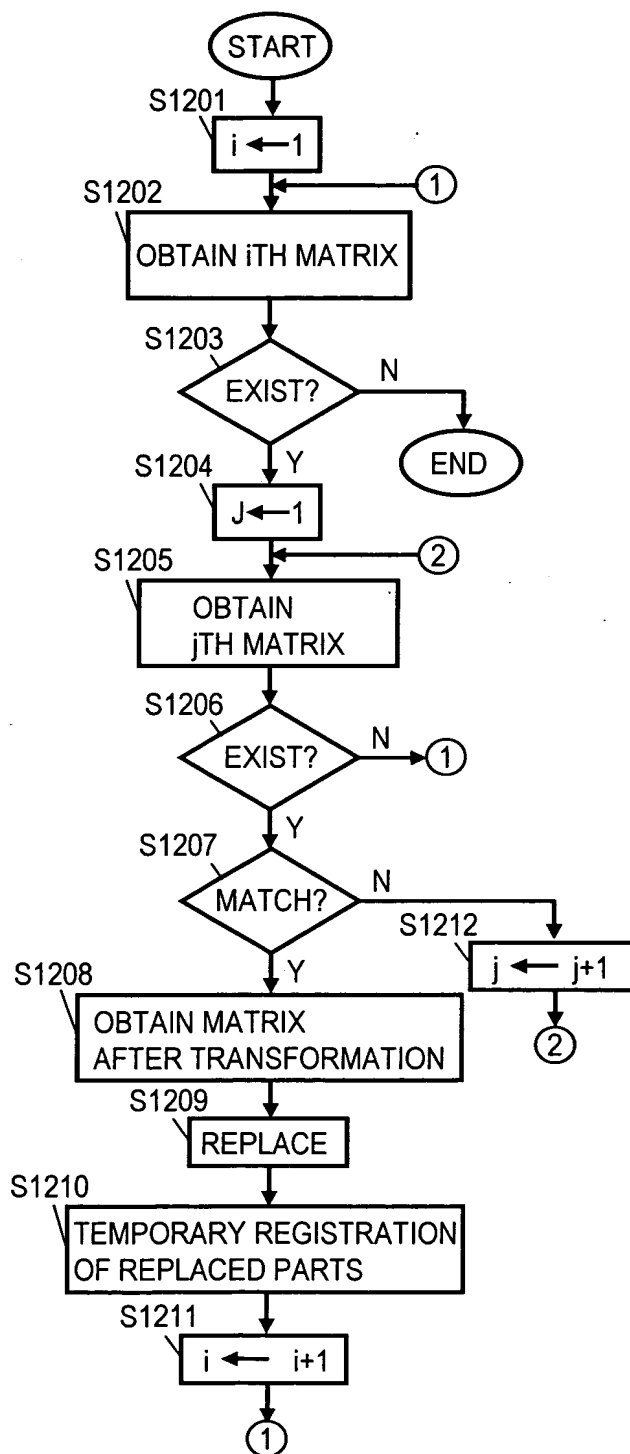 START
S1201
i ← 1
1
S1202
OBTAIN iTH MATRIX
S1203
EXIST?
N
END
Y
S1204
J ← 1
2
S1205
OBTAIN
jTH MATRIX
S1206
EXIST?
N
1
Y
S1207
MATCH?
N
S1212
j ← j+1
2
Y
S1208
OBTAIN MATRIX
AFTER TRANSFORMATION
S1209
REPLACE
S1210
TEMPORARY REGISTRATION
OF REPLACED PARTS
S1211
i ← i+1
1